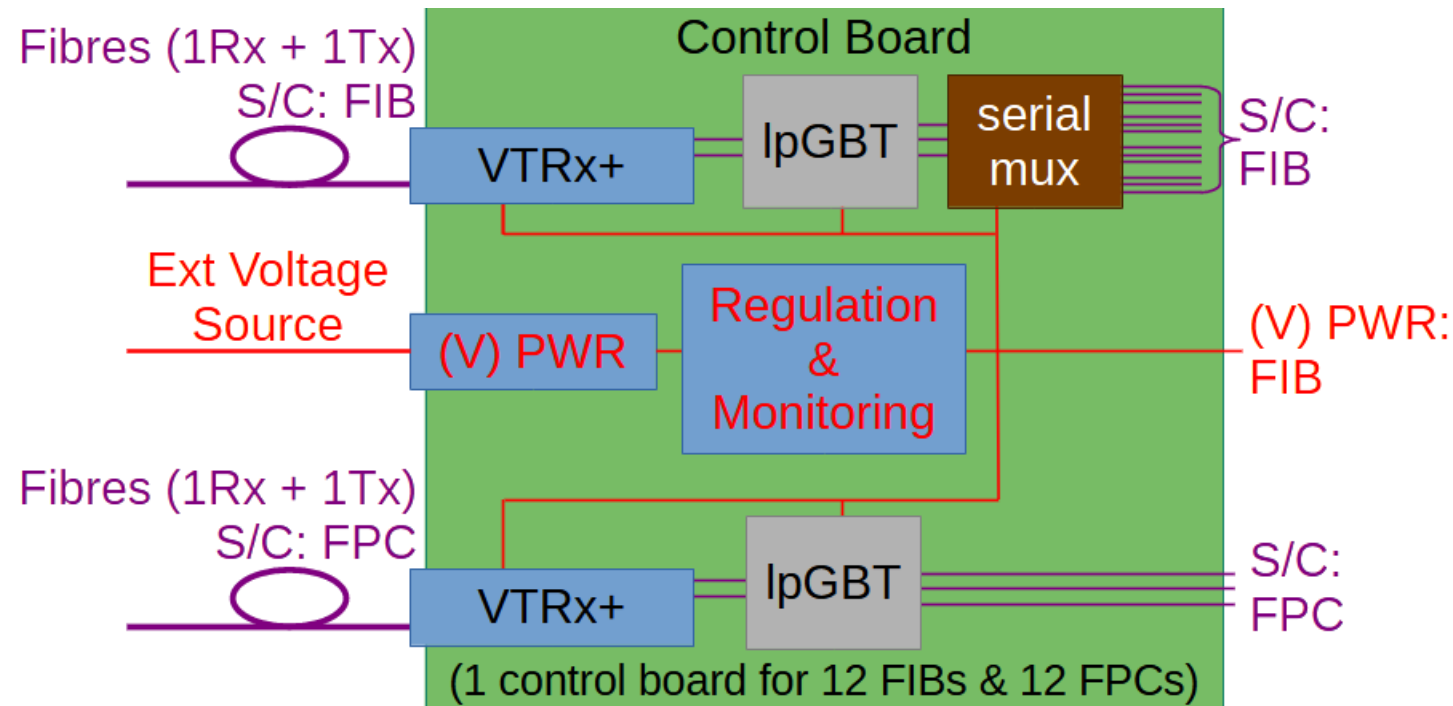 Control Board
Fibres (1Rx + 1Tx)
S/C: FIB
VTRx+
lpGBT
serial
mux
S/C:
FIB
Ext Voltage
Source
(V) PWR
Regulation
&
Monitoring
(V) PWR:
FIB
Fibres (1Rx + 1Tx)
S/C: FPC
VTRx+
lpGBT
S/C:
FPC
(1 control board for 12 FIBs & 12 FPCs)